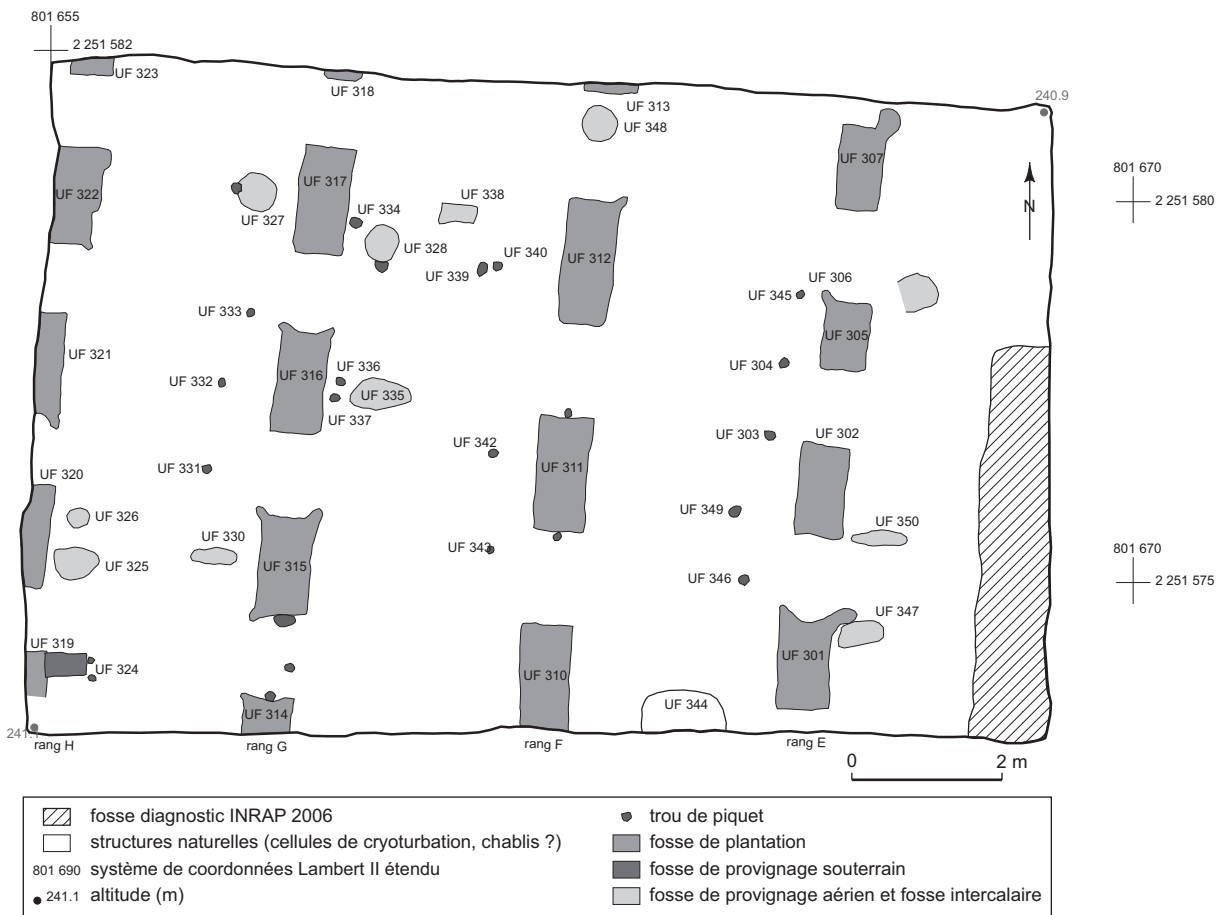 801 655
2 251 582
UF 323
UF 318
UF 313
240.9
UF 348
UF 307
801 670
UF 322
UF 317
UF 338
2 251 580
N
UF 327
UF 334
UF 328
UF 340
UF 312
UF 339
UF 306
UF 345
UF 333
UF 305
UF 321
UF 304
UF 336
UF 316
UF 332
UF 335
UF 337
UF 303
UF 302
UF 342
UF 331
UF 311
UF 320
UF 349
UF 326
UF 350
UF 330
UF 343
801 670
UF 325
UF 315
UF 346
2 251 575
UF 347
UF 319
UF 324
UF 301
UF 310
UF 344
UF 314
241.1
rang H
rang G
rang F
rang E
0
2 m
fosse diagnostic INRAP 2006
structures naturelles (cellules de cryoturbation, chablis ?)
801 690 système de coordonnées Lambert II étendu
241.1 altitude (m)
trou de piquet
fosse de plantation
fosse de provignage souterrain
fosse de provignage aérien et fosse intercalaire